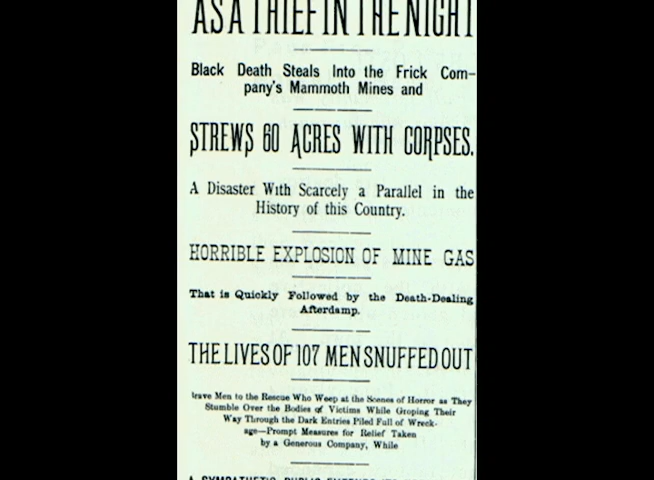 AS A THIEF IN THE NIGHT
Black Death Steals Into the Frick Com-
pany's Mammoth Mines and
STREWS 60 ACRES WITH CORPSES.
A Disaster With Scarcely a Parallel in the
History of this Country.
HORRIBLE EXPLOSION OF MINE GAS
That is Quickly Followed by the Death-Dealing
Afterdamp.
THE LIVES OF 107 MEN SNUFFED OUT
Brave Men to the Rescue Who Weep at the Scenes of Horror as They
Stumble Over the Bodies of Victims While Groping Their
Way Through the Dark Entries Piled Full of Wreck-
age—Prompt Measures for Relief Taken
by a Generous Company, While
A SYMPATHETIC PUBLIC